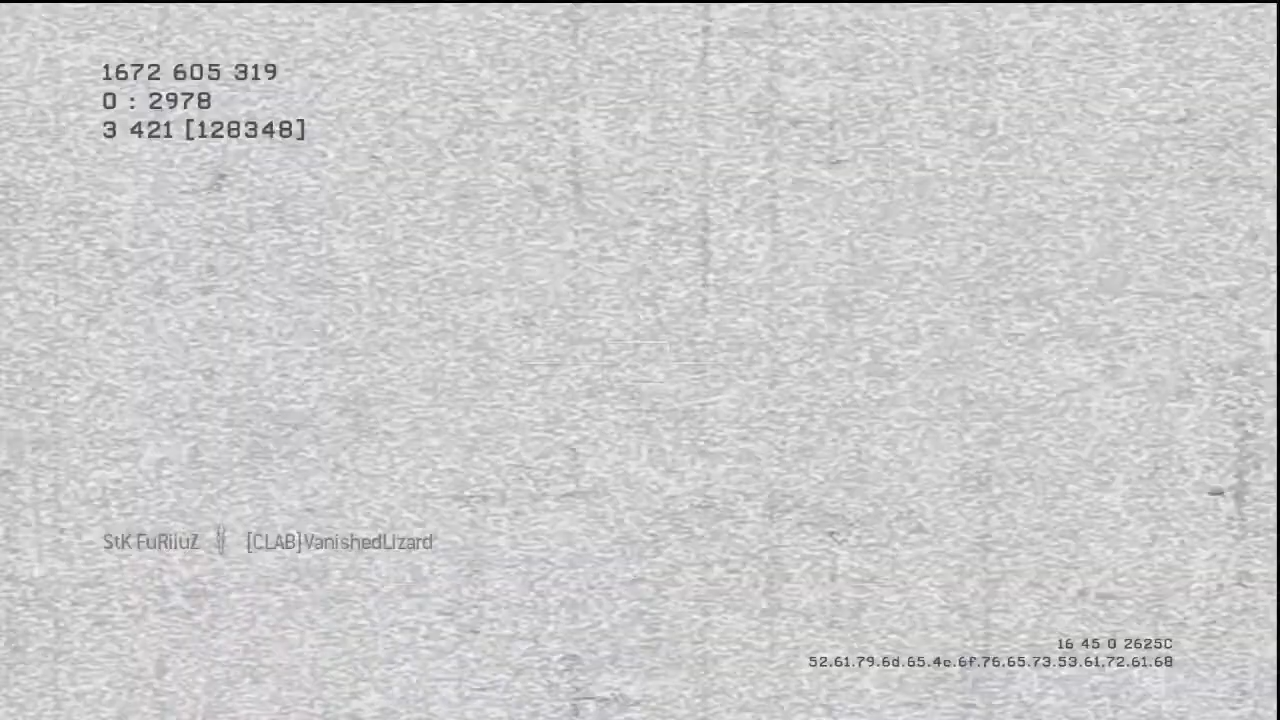 1672 605 319
0 : 2978
3 421 [128348]
StK FuRiiuZ [CLAB]VanishedLizard
16 45 0 2625C
52.61.79.6d.65.4e.6f.76.65.73.53.61.72.61.68